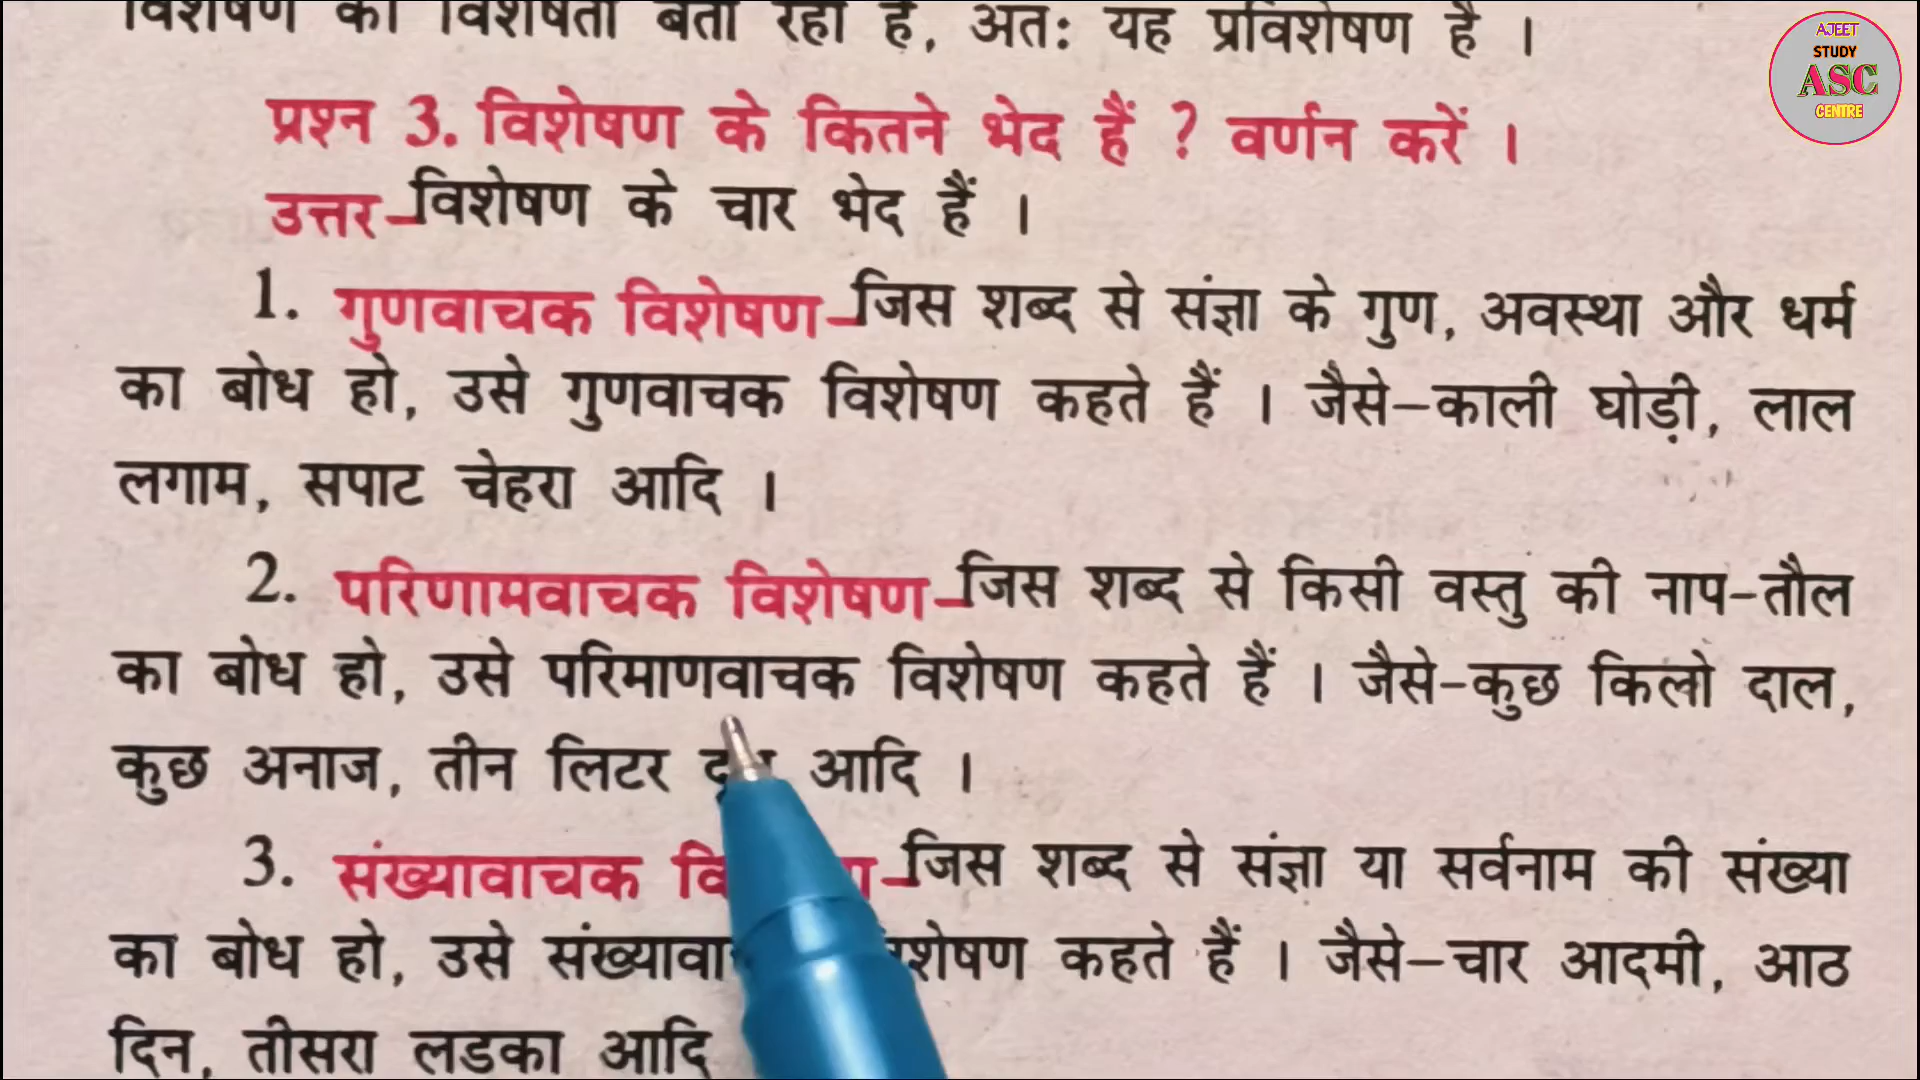 विशेषण की विशेषता बता रहा है, अत: यह प्रविशेषण है ।
प्रश्न 3. विशेषण के कितने भेद हैं ? वर्णन करें ।
उत्तर–विशेषण के चार भेद हैं ।
1. गुणवाचक विशेषण–जिस शब्द से संज्ञा के गुण, अवस्था और धर्म
का बोध हो, उसे गुणवाचक विशेषण कहते हैं । जैसे–काली घोड़ी, लाल
लगाम, सपाट चेहरा आदि ।
2. परिणामवाचक विशेषण–जिस शब्द से किसी वस्तु की नाप-तौल
का बोध हो, उसे परिमाणवाचक विशेषण कहते हैं । जैसे-कुछ किलो दाल,
कुछ अनाज, तीन लिटर आदि ।
3. संख्यावाचक जिस शब्द से संज्ञा या सर्वनाम की संख्या
का बोध हो, उसे कहते हैं । जैसे–चार आदमी, आठ
दिन, तीसरा लडका आदि
AJEET
STUDY
ASC
CENTRE